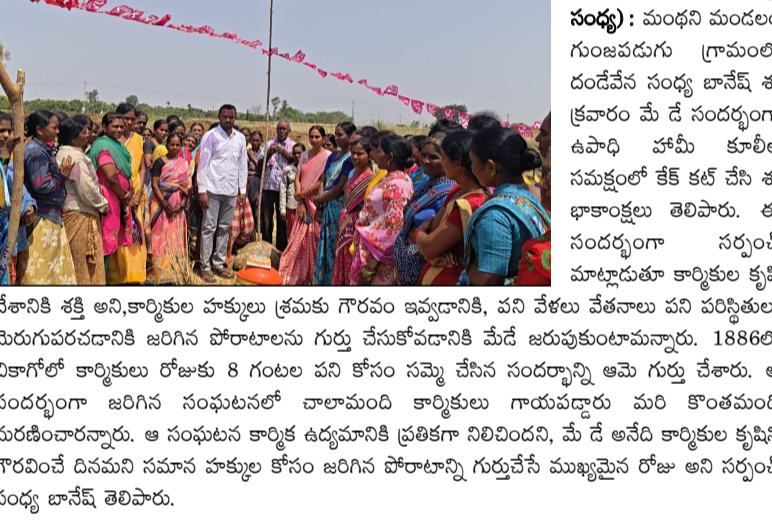 సంధ్య) : మంథని మండలం
గుంజపడుగు గ్రామంలో
దండేవేన సంధ్య బానేష్ శు
క్రవారం మే డే సందర్భంగా
ఉపాధి హామీ కూలీల
సమక్షంలో కేక్ కట్ చేసి శు
భాకాంక్షలు తెలిపారు. ఈ
సందర్భంగా సర్పంచ్
మాట్లాడుతూ కార్మికుల కృషి
దేశానికి శక్తి అని,కార్మికుల హక్కులు శ్రమకు గౌరవం ఇవ్వడానికి, పని వేళలు వేతనాలు పని పరిస్థితుల
మెరుగుపరచడానికి జరిగిన పోరాటాలను గుర్తు చేసుకోవడానికి మేడే జరుపుకుంటామన్నారు. 1886లో
చికాగోలో కార్మికులు రోజుకు 8 గంటల పని కోసం సమ్మె చేసిన సందర్భాన్ని ఆమె గుర్తు చేశారు. ఆ
సందర్భంగా జరిగిన సంఘటనలో చాలామంది కార్మికులు గాయపడ్డారు మరి కొంతమంది
మరణించారన్నారు. ఆ సంఘటన కార్మిక ఉద్యమానికి ప్రతికగా నిలిచిందని, మే డే అనేది కార్మికుల కృషిని
గౌరవించే దినమని సమాన హక్కుల కోసం జరిగిన పోరాటాన్ని గుర్తుచేసే ముఖ్యమైన రోజు అని సర్పంచ్
సంధ్య బానేష్ తెలిపారు.